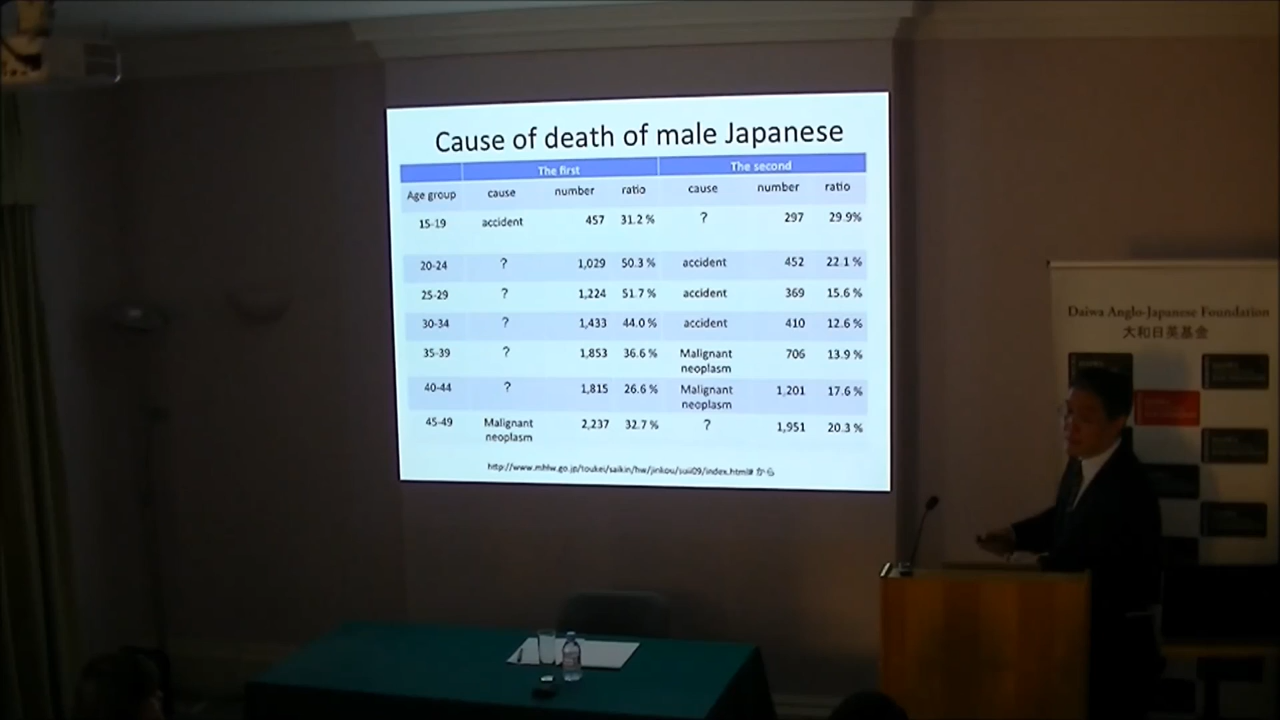 Cause of death of male Japanese
The first The second
Age group cause number ratio cause number ratio
15-19 accident 457 31.2 % ? 297 29.9%
20-24 ? 1,029 50.3 % accident 452 22.1 %
25-29 ? 1,224 51.7 % accident 369 15.6 %
30-34 ? 1,433 44.0 % accident 410 12.6 %
35-39 ? 1,853 36.6 % Malignant 706 13.9 %
neoplasm
40-44 ? 1,815 26.6 % Malignant 1,201 17.6 %
neoplasm
45-49 Malignant 2,237 32.7 % ? 1,951 20.3 %
neoplasm
http://www.mhlw.go.jp/toukei/saikin/hw/jinkou/suii09/index.html# から
Daiwa Anglo-Japanese Foundation
大和日英基金